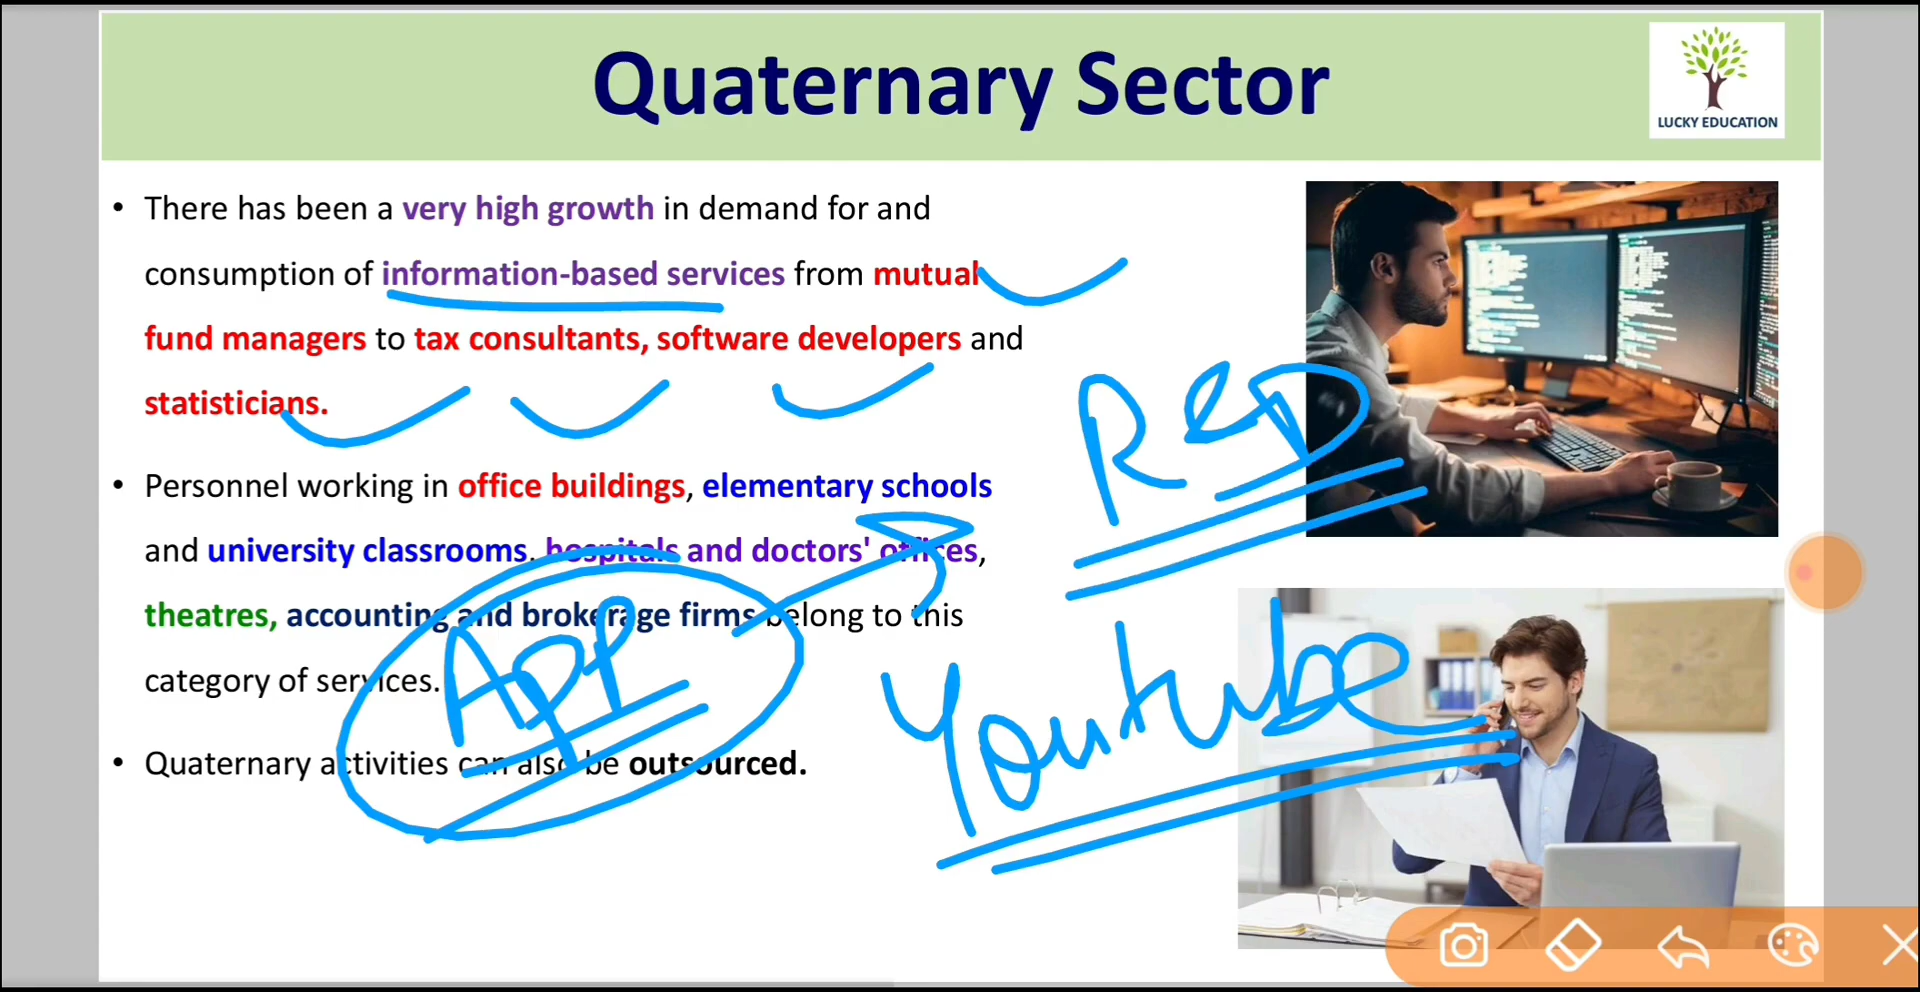 Quaternary Sector
LUCKY EDUCATION
• There has been a very high growth in demand for and
consumption of information-based services from mutual
fund managers to tax consultants, software developers and
statisticians.
• Personnel working in office buildings, elementary schools
and university classrooms, hospitals and doctors' offices,
theatres, accounting and brokerage firms belong to this
category of services.
• Quaternary activities can also be outsourced.
App
R&D
Youtube